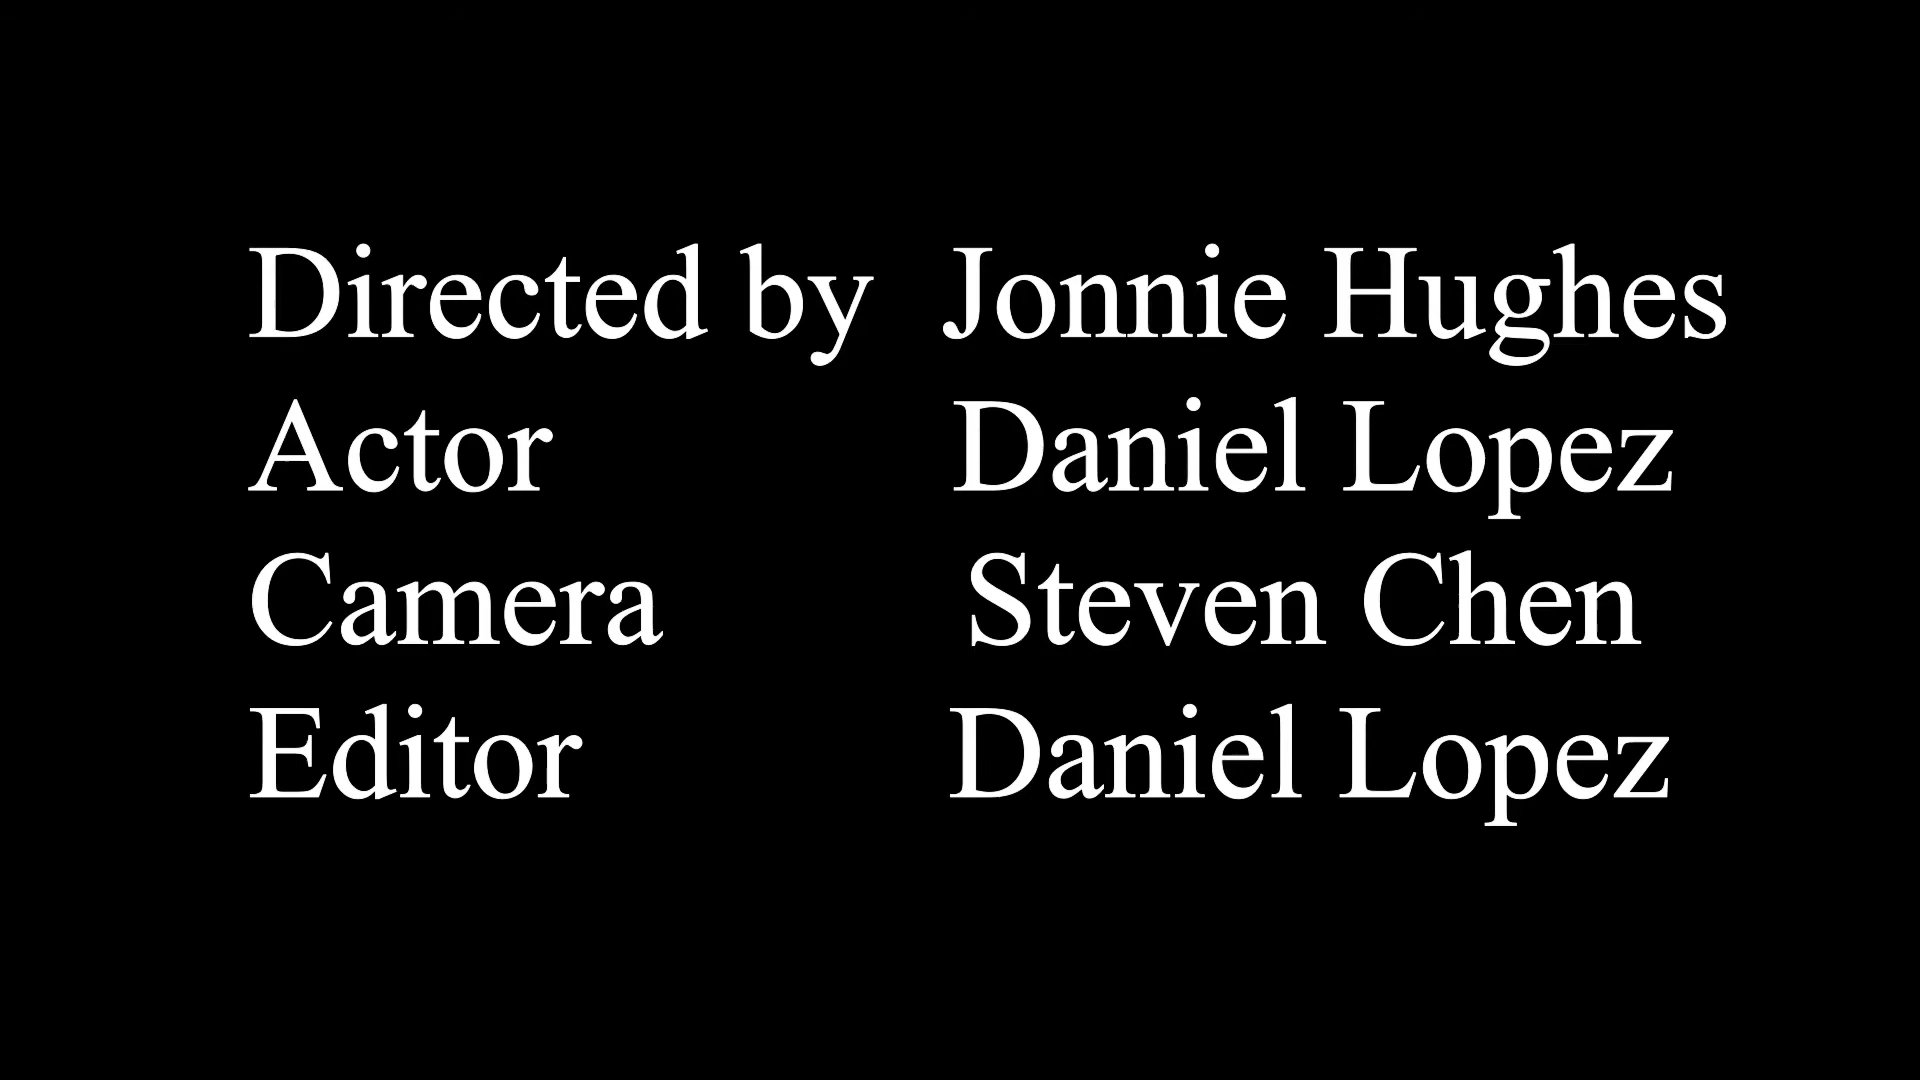 Directed by Jonnie Hughes
Actor Daniel Lopez
Camera Steven Chen
Editor Daniel Lopez